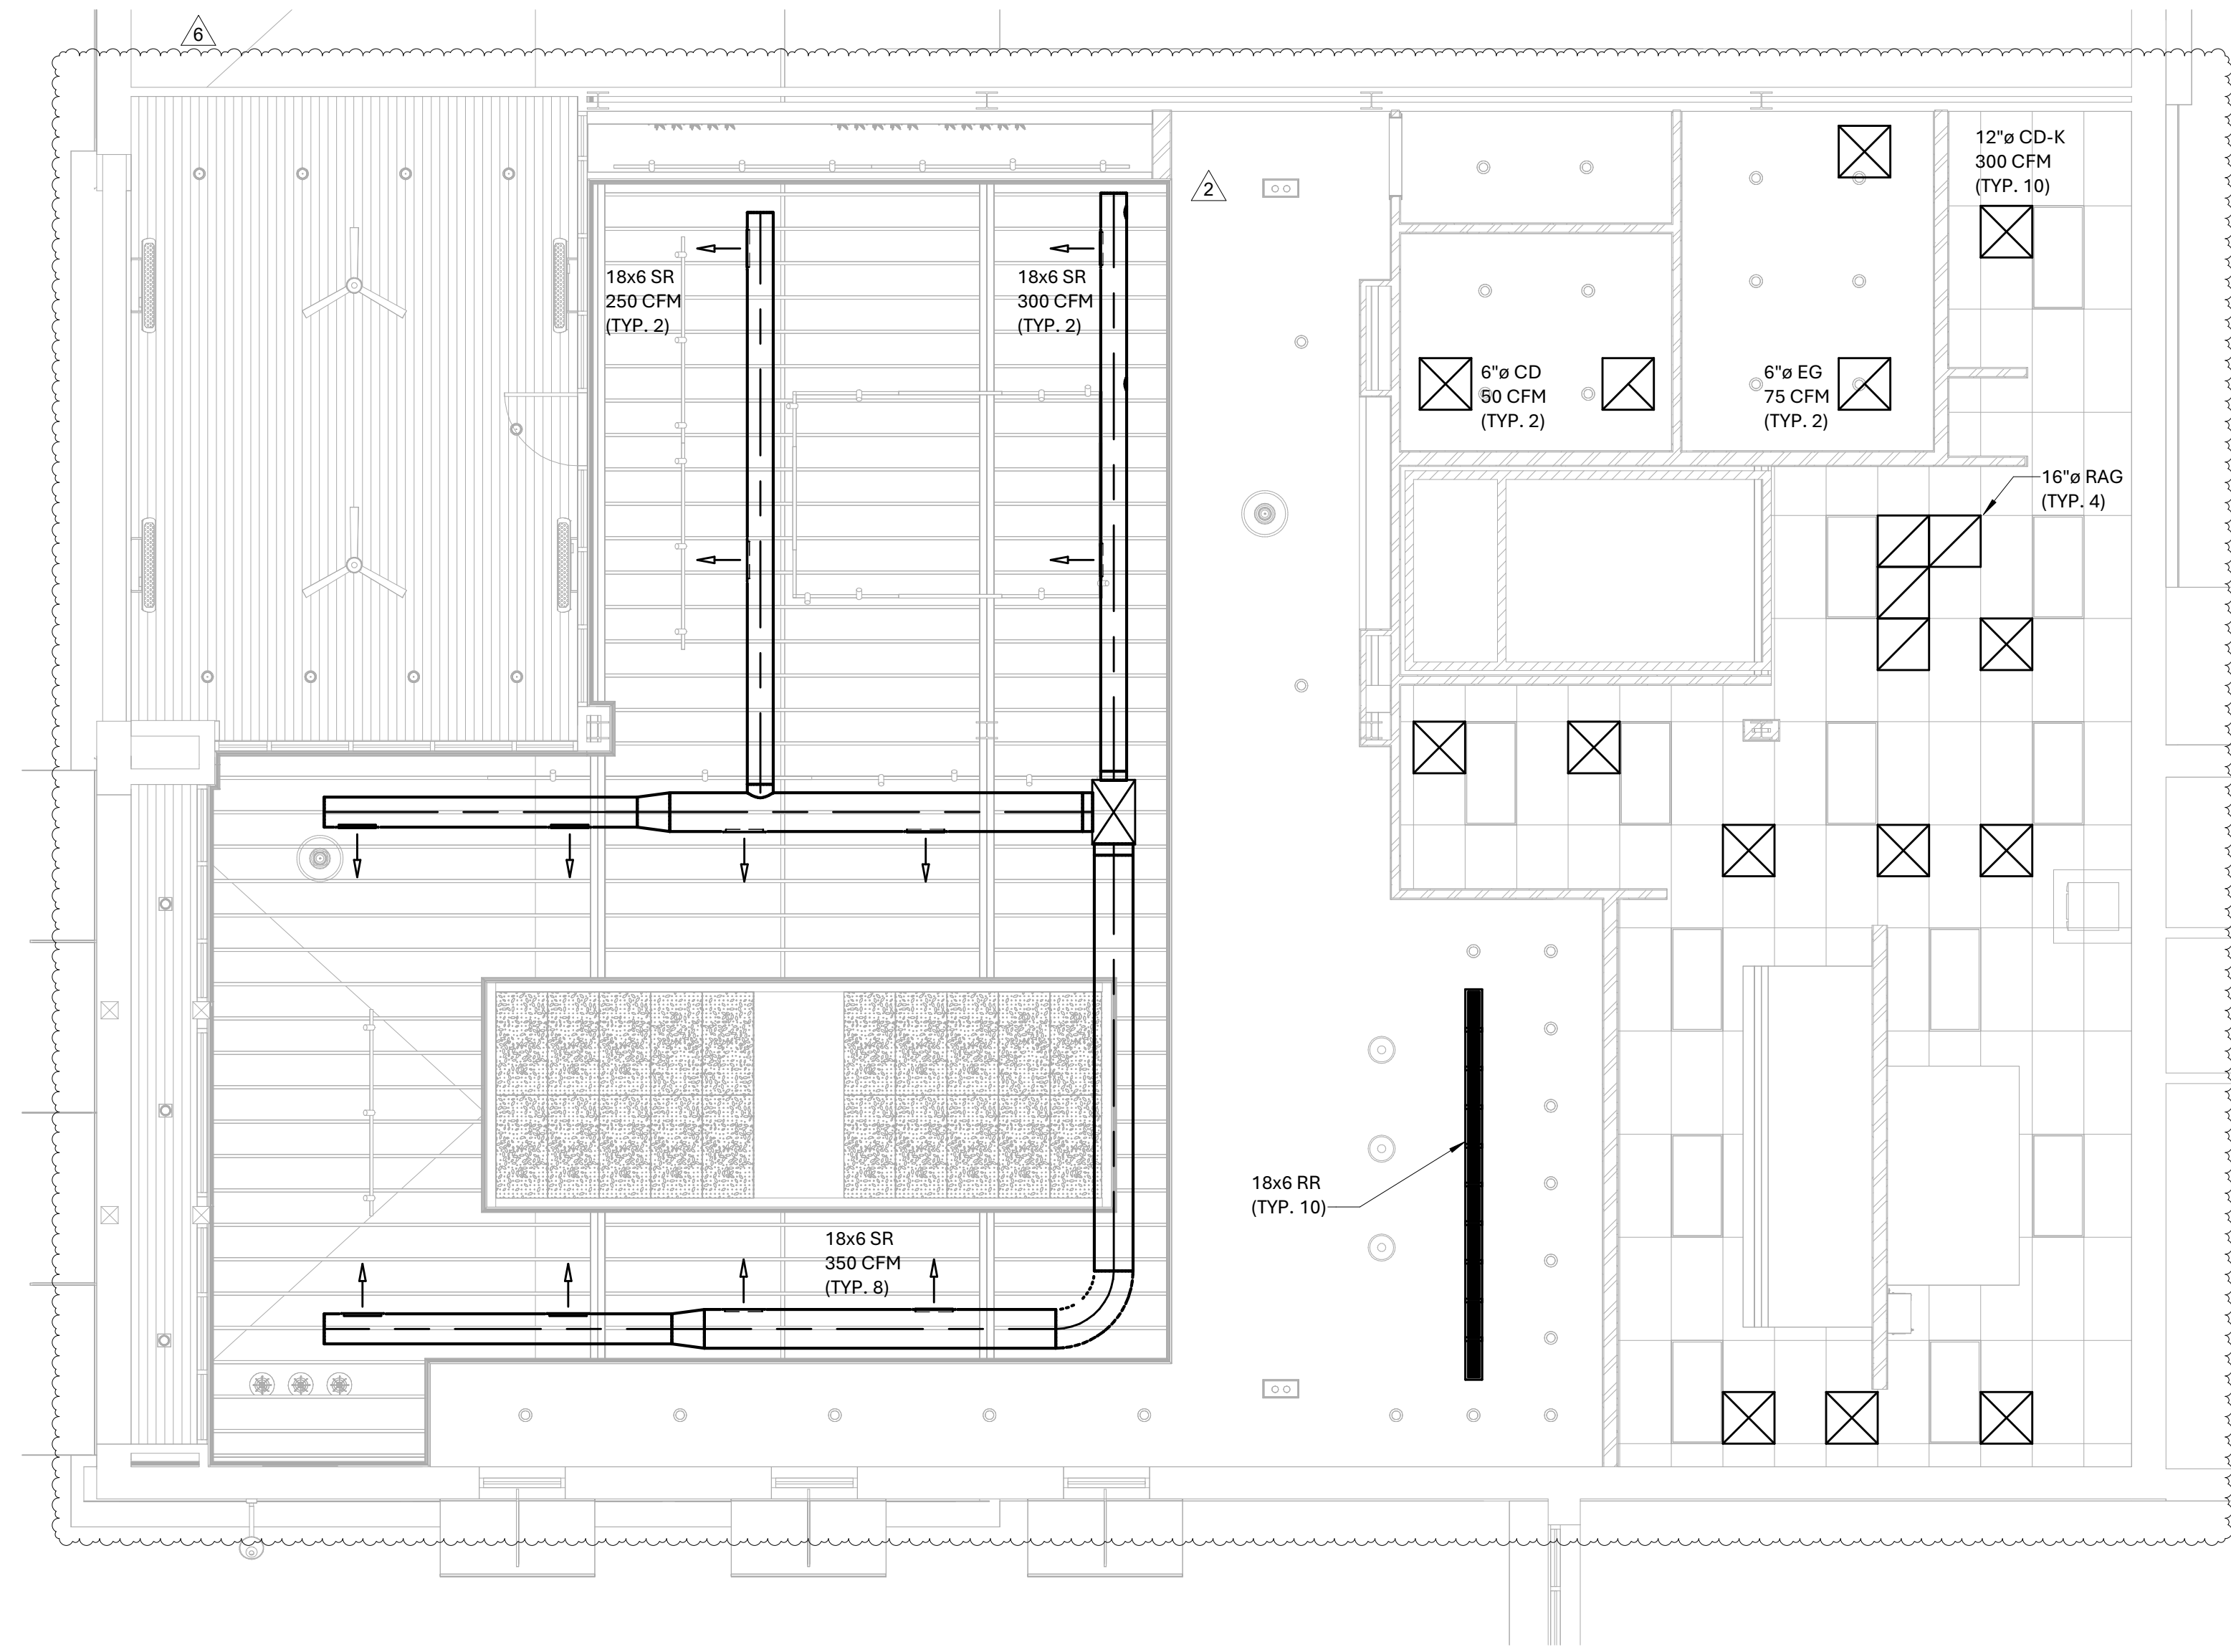 6
2
12"ø CD-K
300 CFM
(TYP. 10)
18x6 SR
250 CFM
(TYP. 2)
18x6 SR
300 CFM
(TYP. 2)
6"ø CD
50 CFM
(TYP. 2)
6"ø EG
75 CFM
(TYP. 2)
16"ø RAG
(TYP. 4)
18x6 RR
(TYP. 10)
18x6 SR
350 CFM
(TYP. 8)